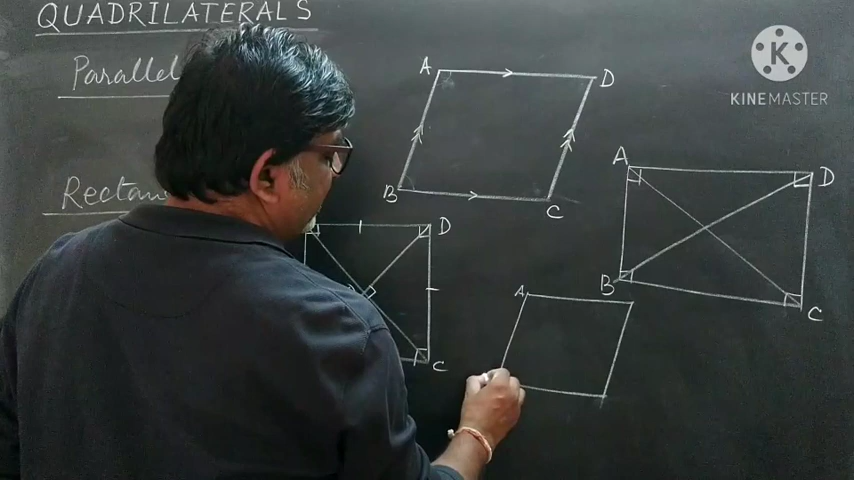 QUADRILATERALS
Parallel
Rectan
A
D
B
C
A
D
B
C
D
C
A
KINEMASTER